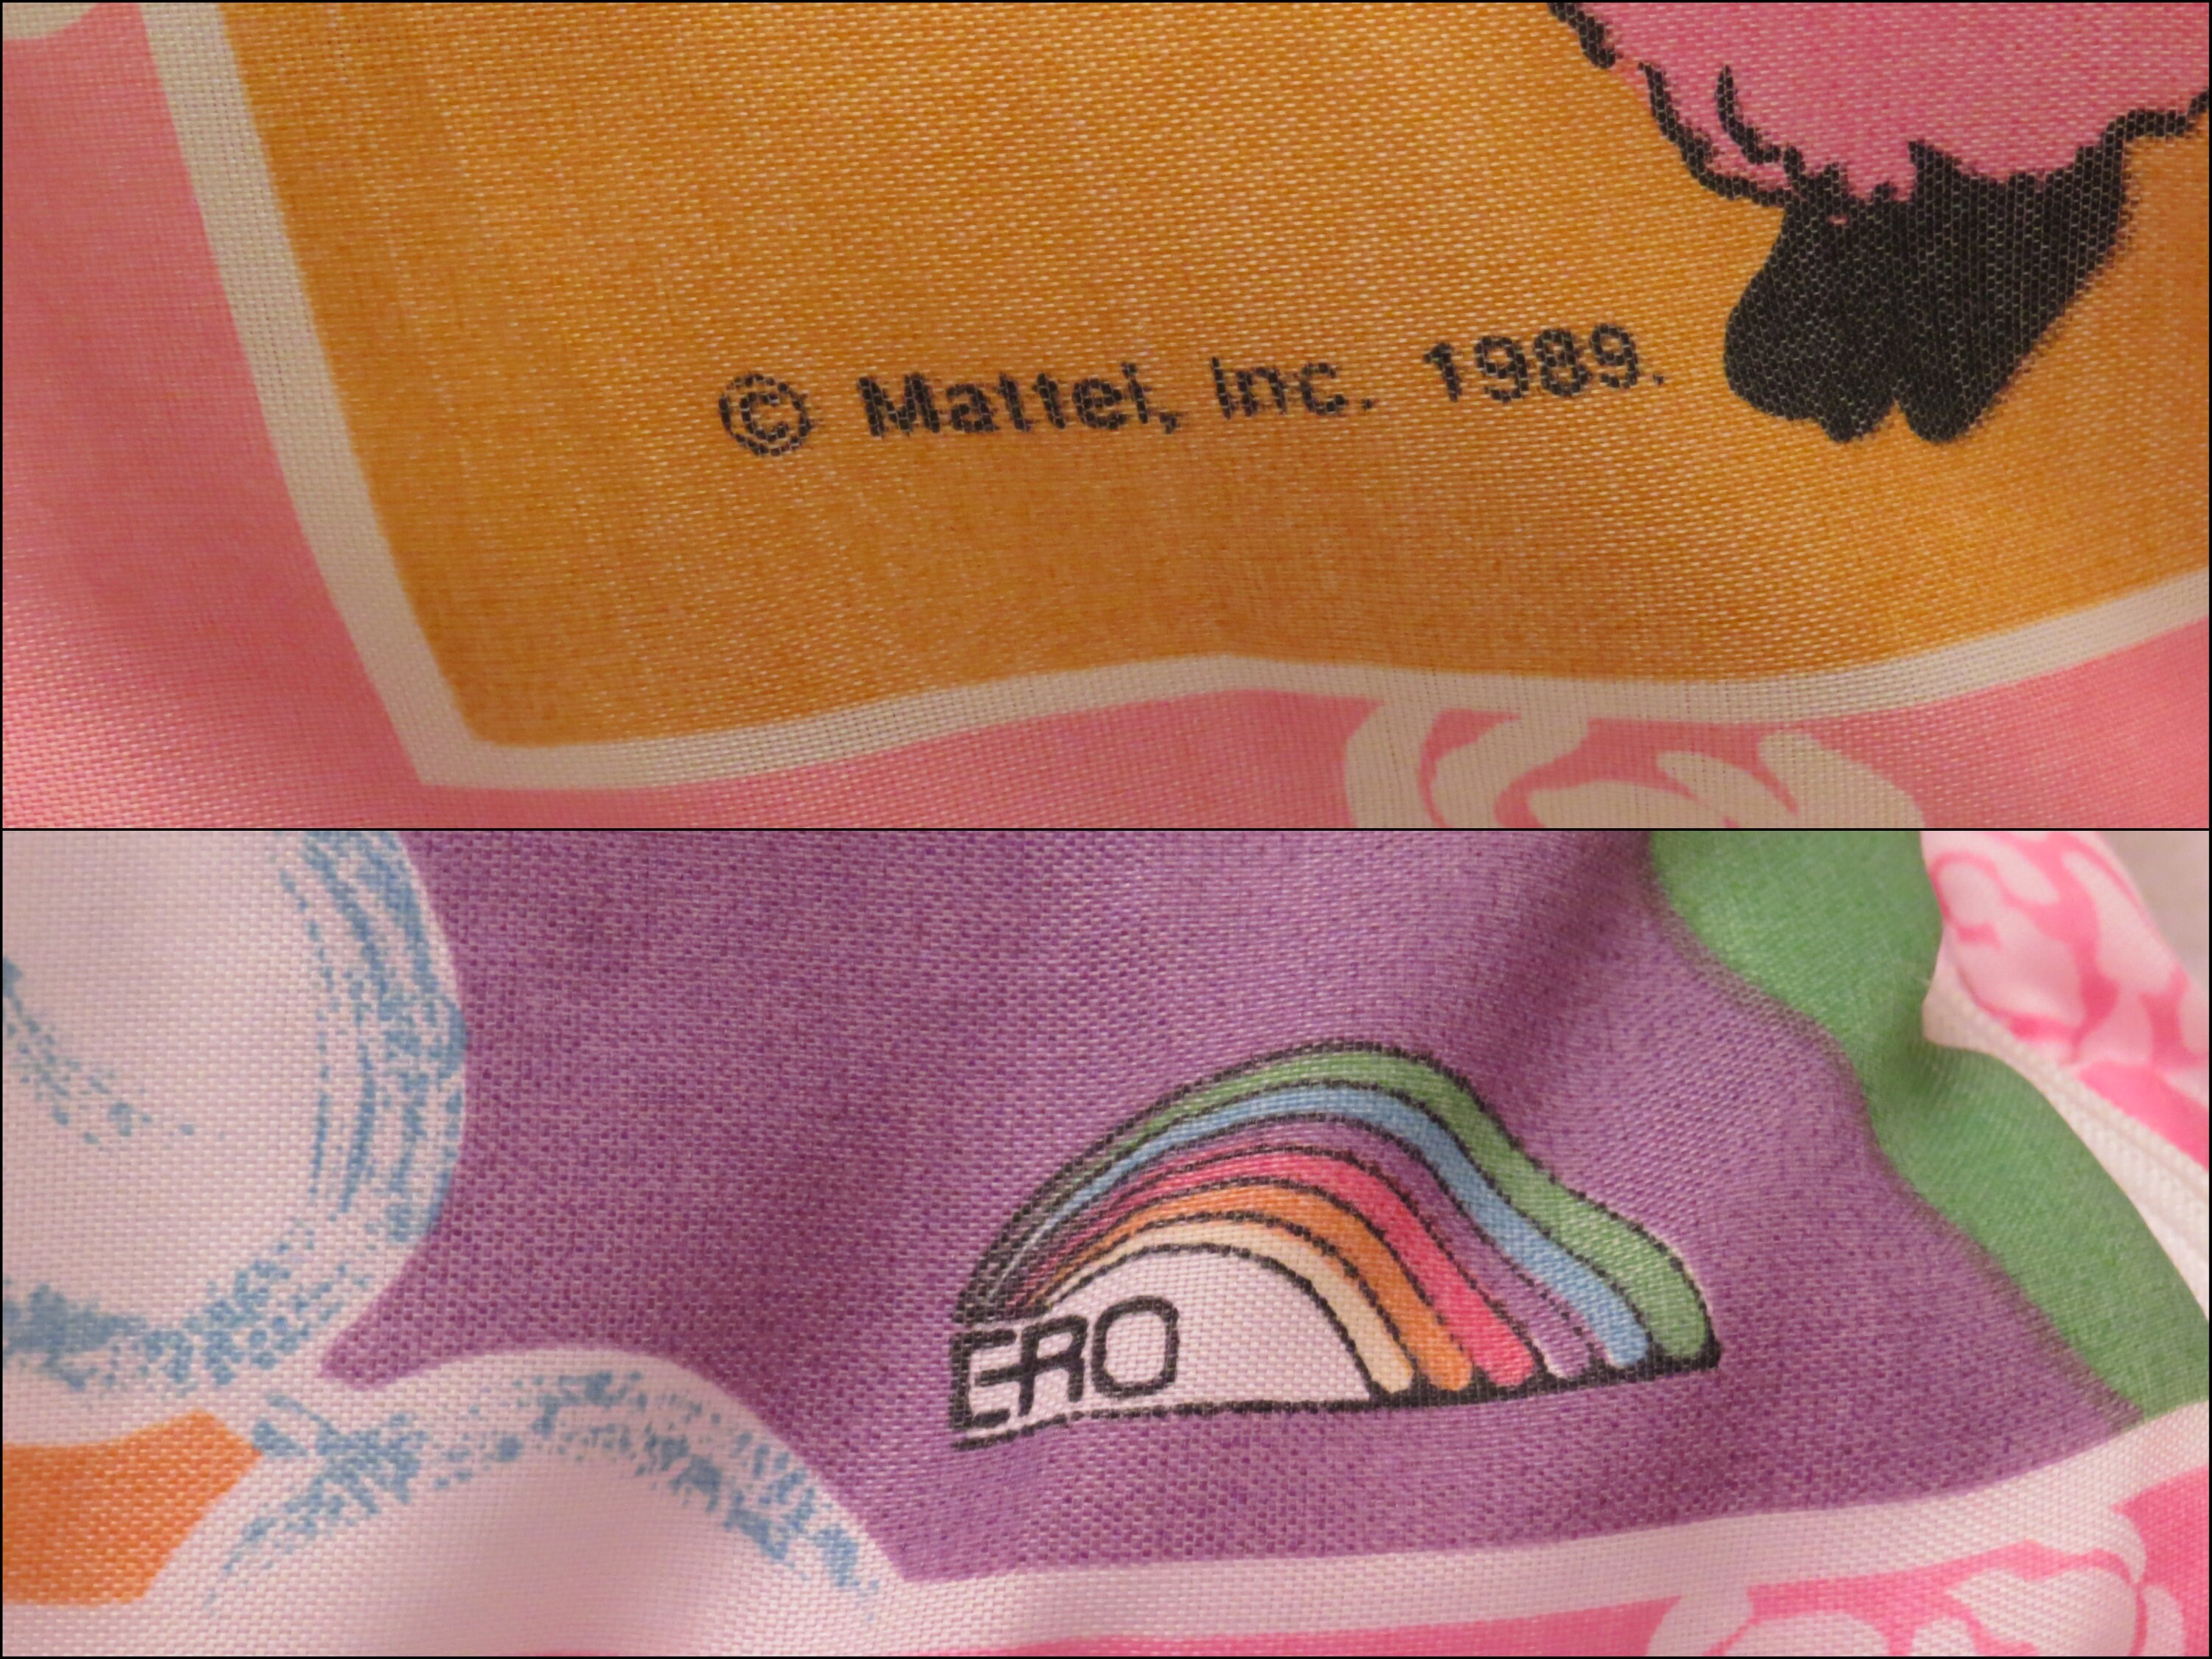 © Mattel, Inc. 1989.
ERO